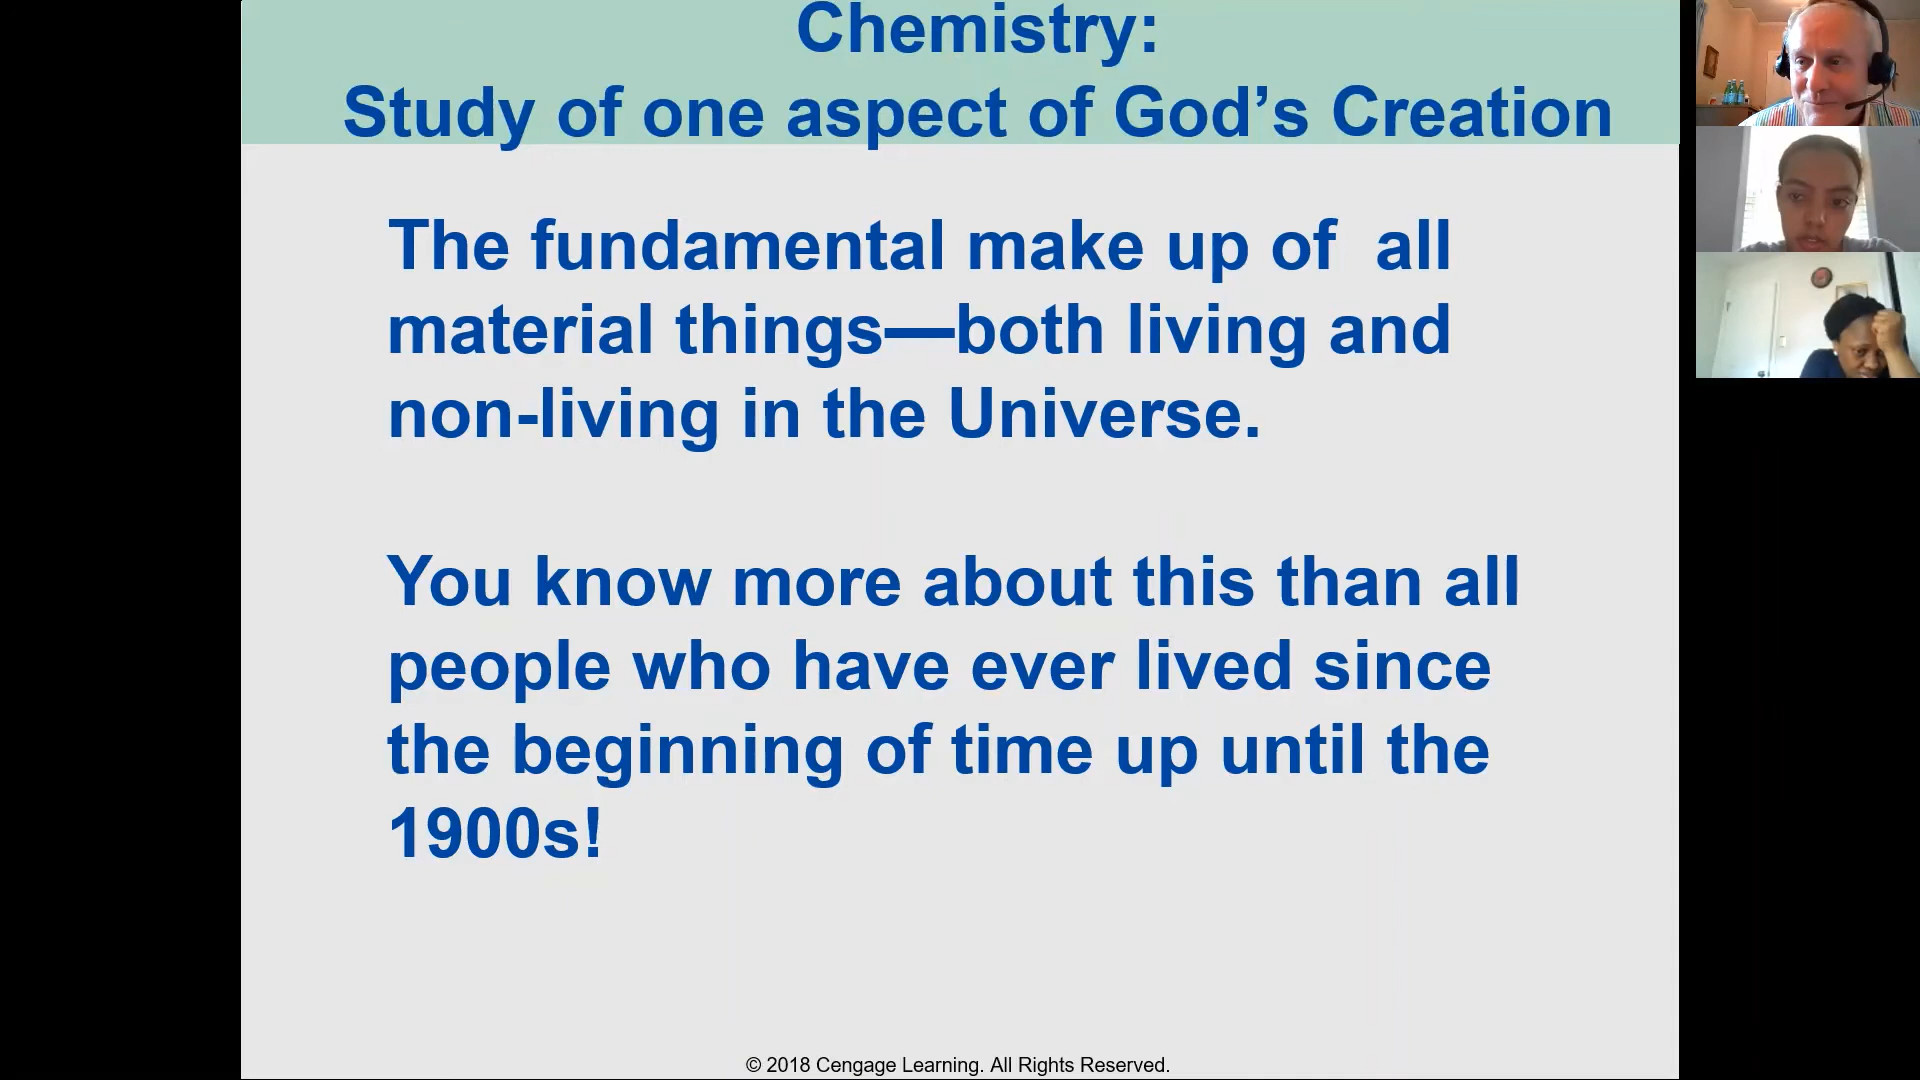 Chemistry:
Study of one aspect of God’s Creation
The fundamental make up of  all
material things—both living and
non-living in the Universe.
You know more about this than all
people who have ever lived since
the beginning of time up until the
1900s!
© 2018 Cengage Learning. All Rights Reserved.